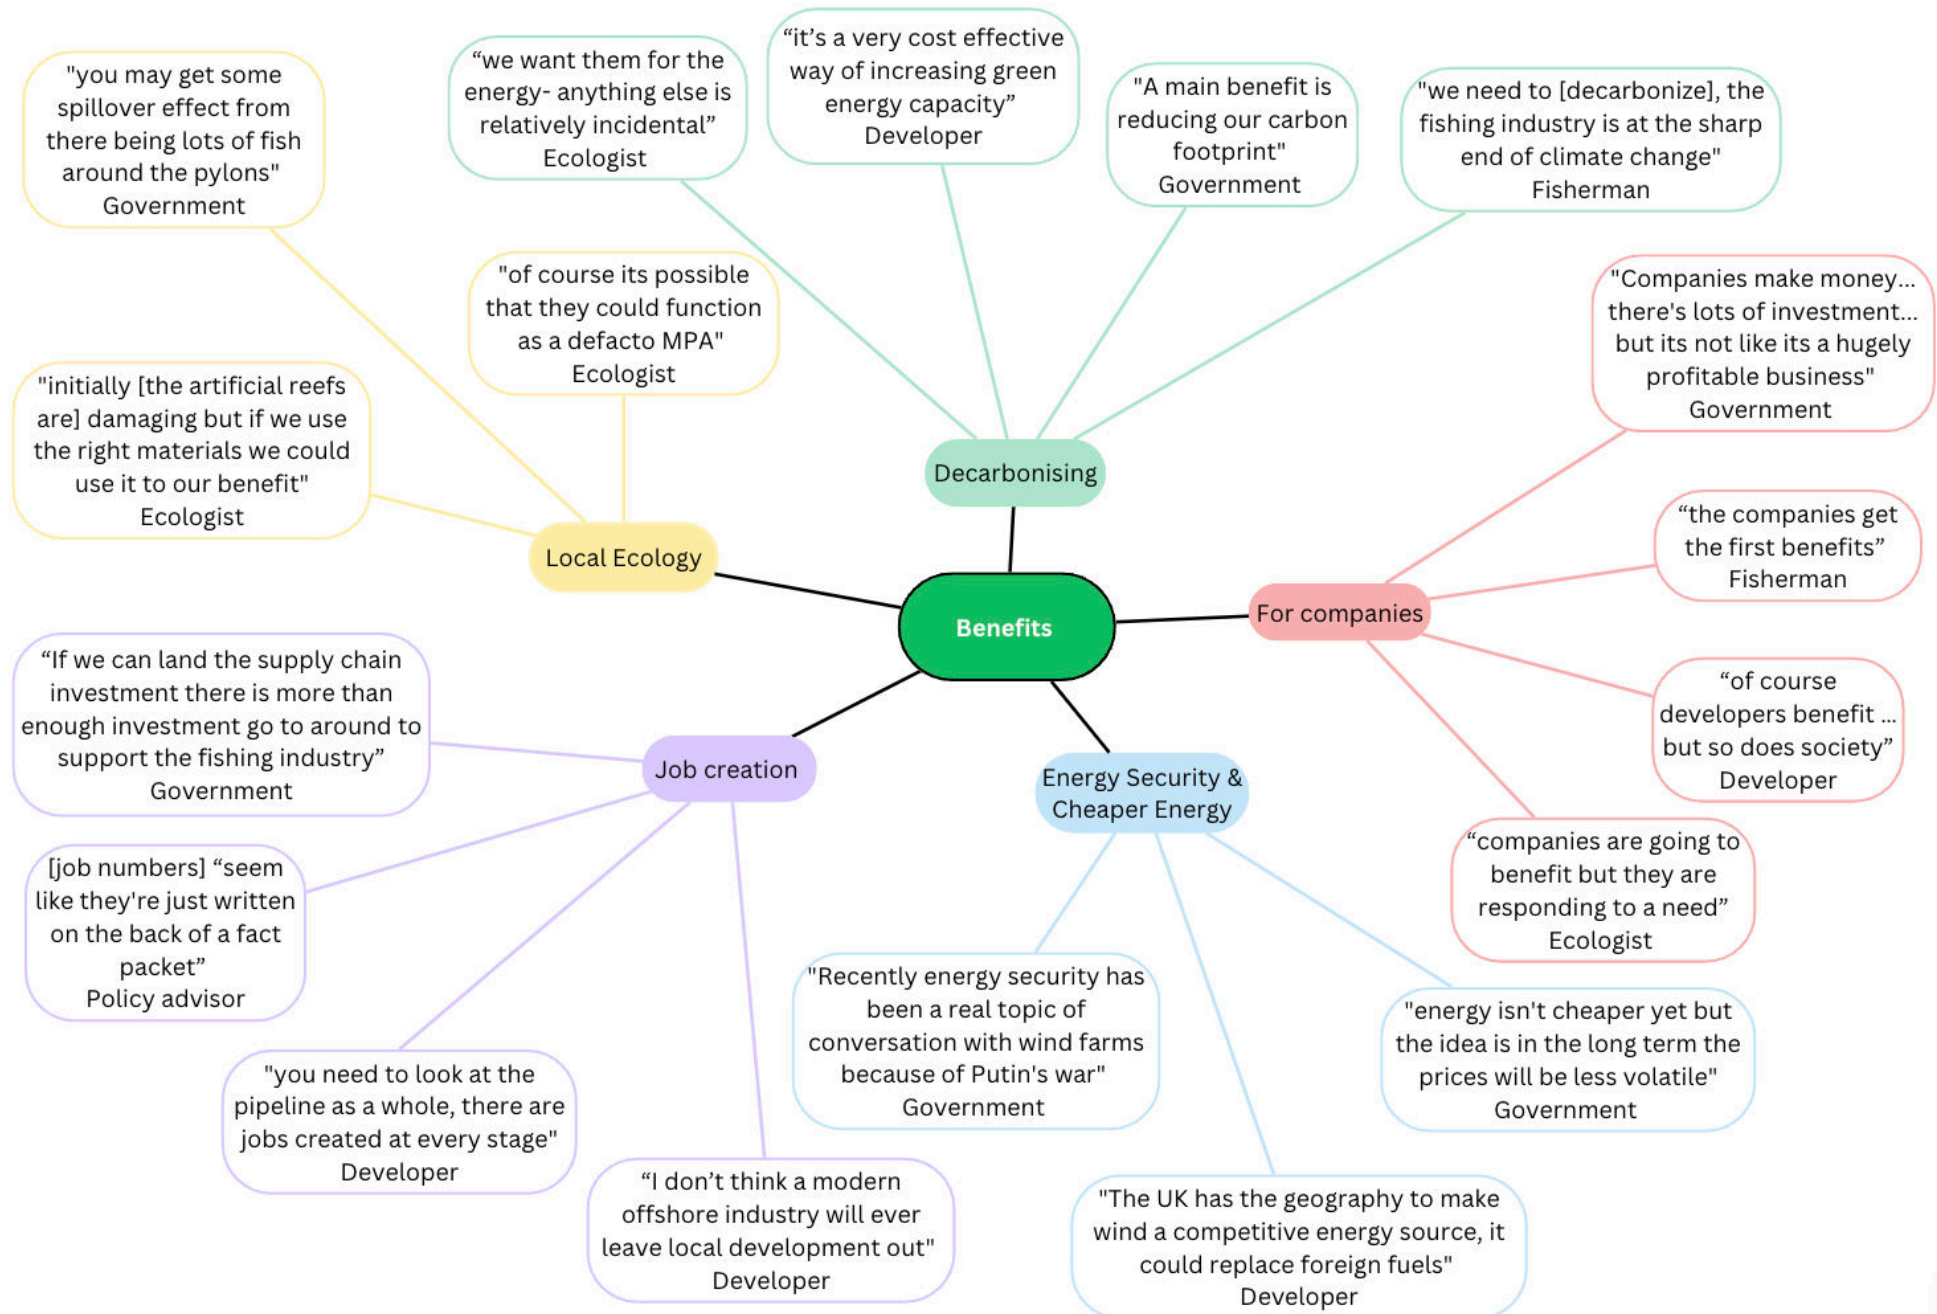 "you may get some
spillover effect from
there being lots of fish
around the pylons"
Government
“we want them for the
energy- anything else is
relatively incidental”
Ecologist
“it’s a very cost effective
way of increasing green
energy capacity”
Developer
"A main benefit is
reducing our carbon
footprint"
Government
"we need to [decarbonize], the
fishing industry is at the sharp
end of climate change"
Fisherman
"of course its possible
that they could function
as a defacto MPA"
Ecologist
"initially [the artificial reefs
are] damaging but if we use
the right materials we could
use it to our benefit"
Ecologist
"Companies make money...
there's lots of investment...
but its not like its a hugely
profitable business"
Government
Decarbonising
Local Ecology
“the companies get
the first benefits”
Fisherman
Benefits
For companies
“of course
developers benefit ...
but so does society”
Developer
“If we can land the supply chain
investment there is more than
enough investment go to around to
support the fishing industry”
Government
Job creation
Energy Security &
Cheaper Energy
“companies are going to
benefit but they are
responding to a need”
Ecologist
[job numbers] “seem
like they're just written
on the back of a fact
packet”
Policy advisor
"Recently energy security has
been a real topic of
conversation with wind farms
because of Putin's war"
Government
"energy isn't cheaper yet but
the idea is in the long term the
prices will be less volatile"
Government
"you need to look at the
pipeline as a whole, there are
jobs created at every stage"
Developer
“I don’t think a modern
offshore industry will ever
leave local development out"
Developer
"The UK has the geography to make
wind a competitive energy source, it
could replace foreign fuels"
Developer